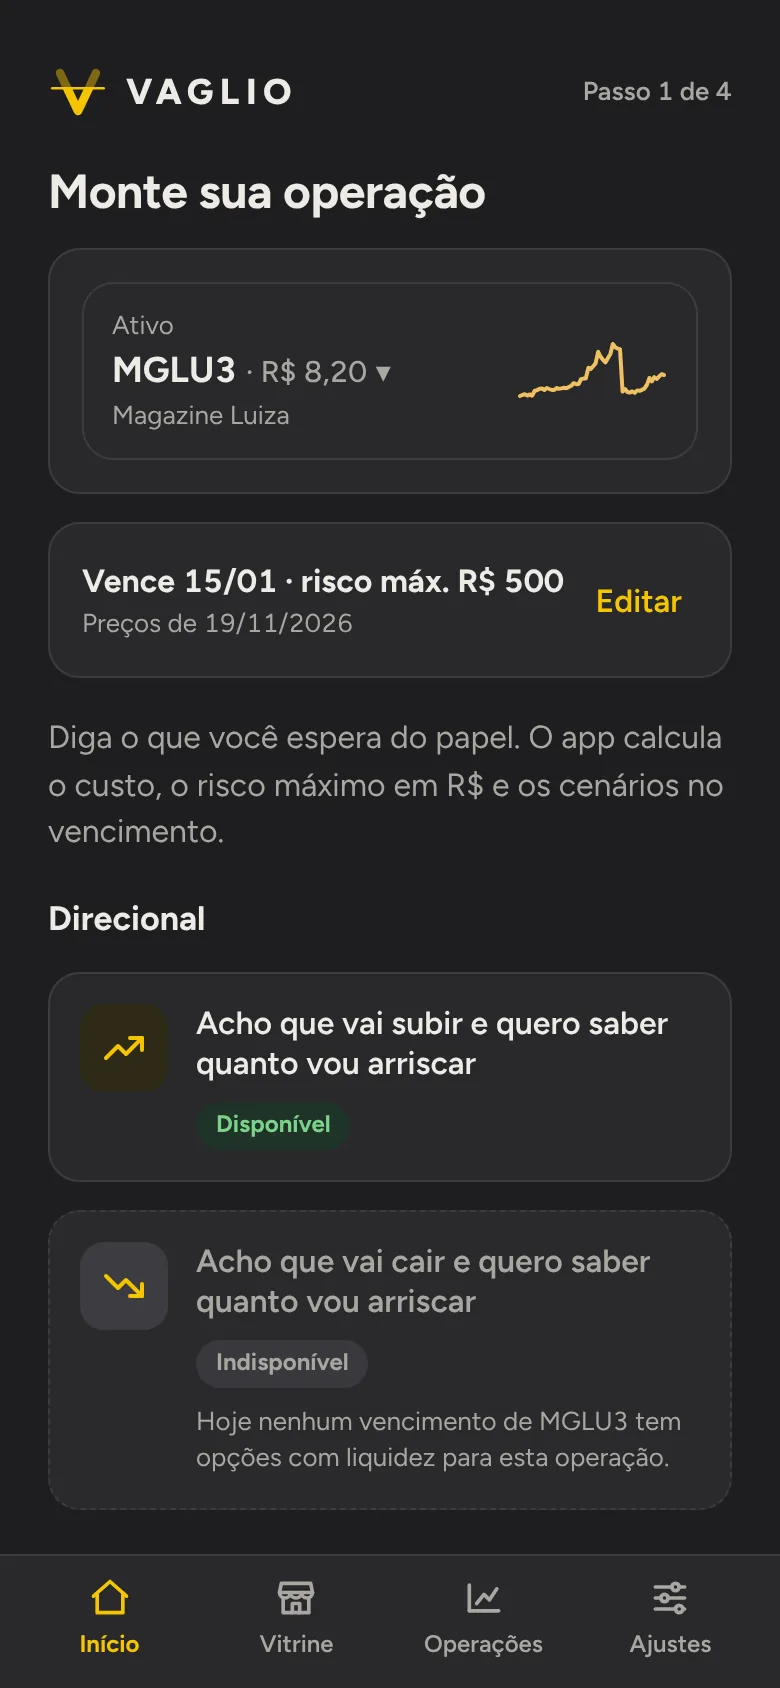 VAGLIO
Passo 1 de 4
Monte sua operação
Ativo
MGLU3 · R$ 8,20 ▾
Magazine Luiza
Vence 15/01 · risco máx. R$ 500
Preços de 19/11/2026
Editar
Diga o que você espera do papel. O app calcula
o custo, o risco máximo em R$ e os cenários no
vencimento.
Direcional
Acho que vai subir e quero saber
quanto vou arriscar
Disponível
Acho que vai cair e quero saber
quanto vou arriscar
Indisponível
Hoje nenhum vencimento de MGLU3 tem
opções com liquidez para esta operação.
Início
Vitrine
Operações
Ajustes